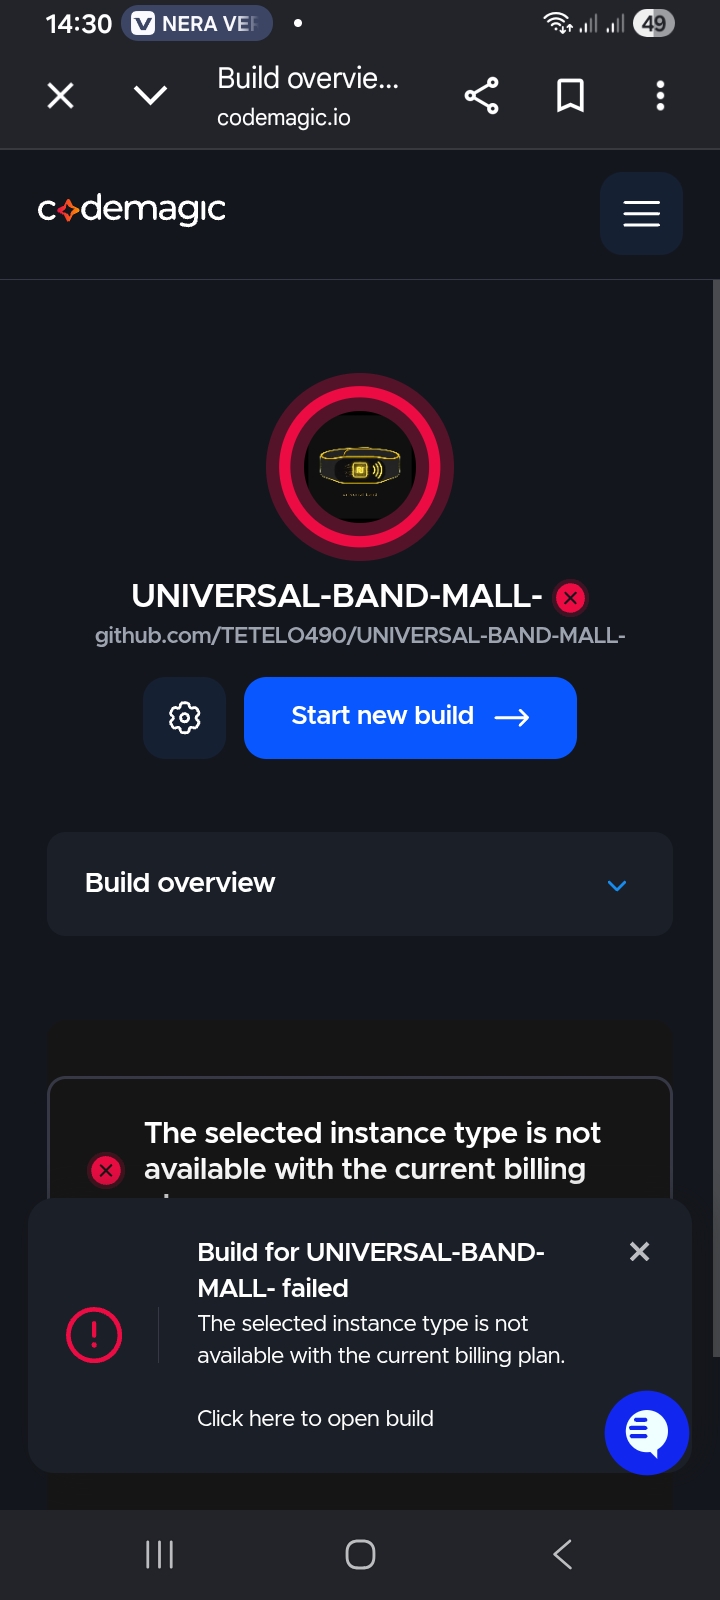 14:30
NERA VE
49
Build overvie...
codemagic.io
codemagic
UNIVERSAL-BAND-MALL-
github.com/TETELO490/UNIVERSAL-BAND-MALL-
Start new build
Build overview
The selected instance type is not
available with the current billing
Build for UNIVERSAL-BAND-
MALL- failed
The selected instance type is not
available with the current billing plan.
Click here to open build